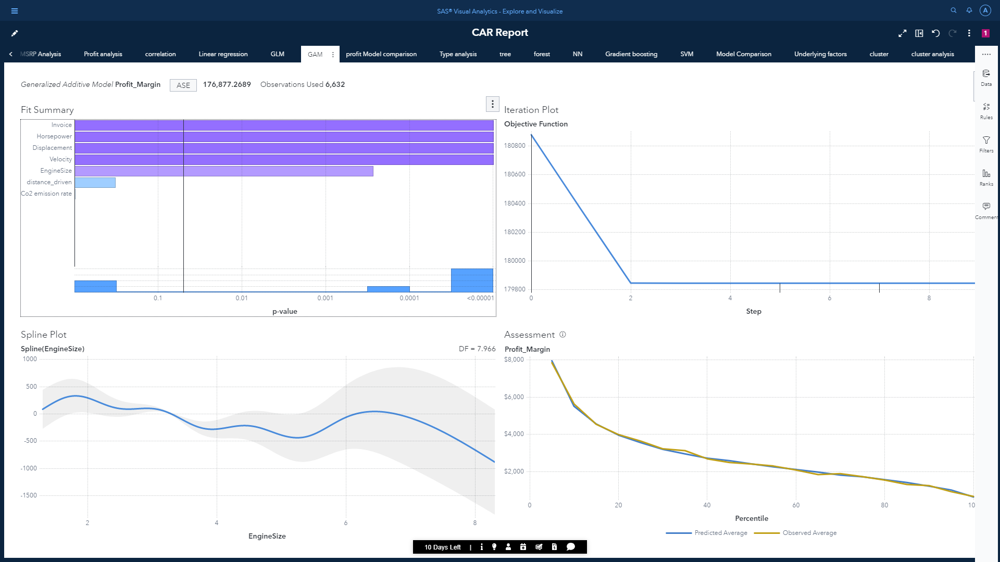 SAS® Visual Analytics - Explore and Visualize
A
CAR Report
1
MSRP Analysis Profit analysis correlation Linear regression GLM GAM profit Model comparison Type analysis tree forest NN Gradient boosting SVM Model Comparison Underlying factors cluster cluster analysis
Generalized Additive Model Profit_Margin ASE 176,877.2689 Observations Used 6,632
Data
Rules
Filters
Ranks
Commen
Fit Summary
Invoice
Horsepower
Displacement
Velocity
EngineSize
distance_driven
Co2 emission rate
0.1 0.01 0.001 0.0001 <0.00001
p-value
Iteration Plot
Objective Function
180800
180600
180400
180200
180000
179800
0 2 4 6 8
Step
Spline Plot
Spline(EngineSize) DF = 7.966
1000
500
0
-500
-1000
-1500
2 4 6 8
EngineSize
Assessment
Profit_Margin
$8,000
$6,000
$4,000
$2,000
0 20 40 60 80 10
Percentile
Predicted Average Observed Average
10 Days Left |